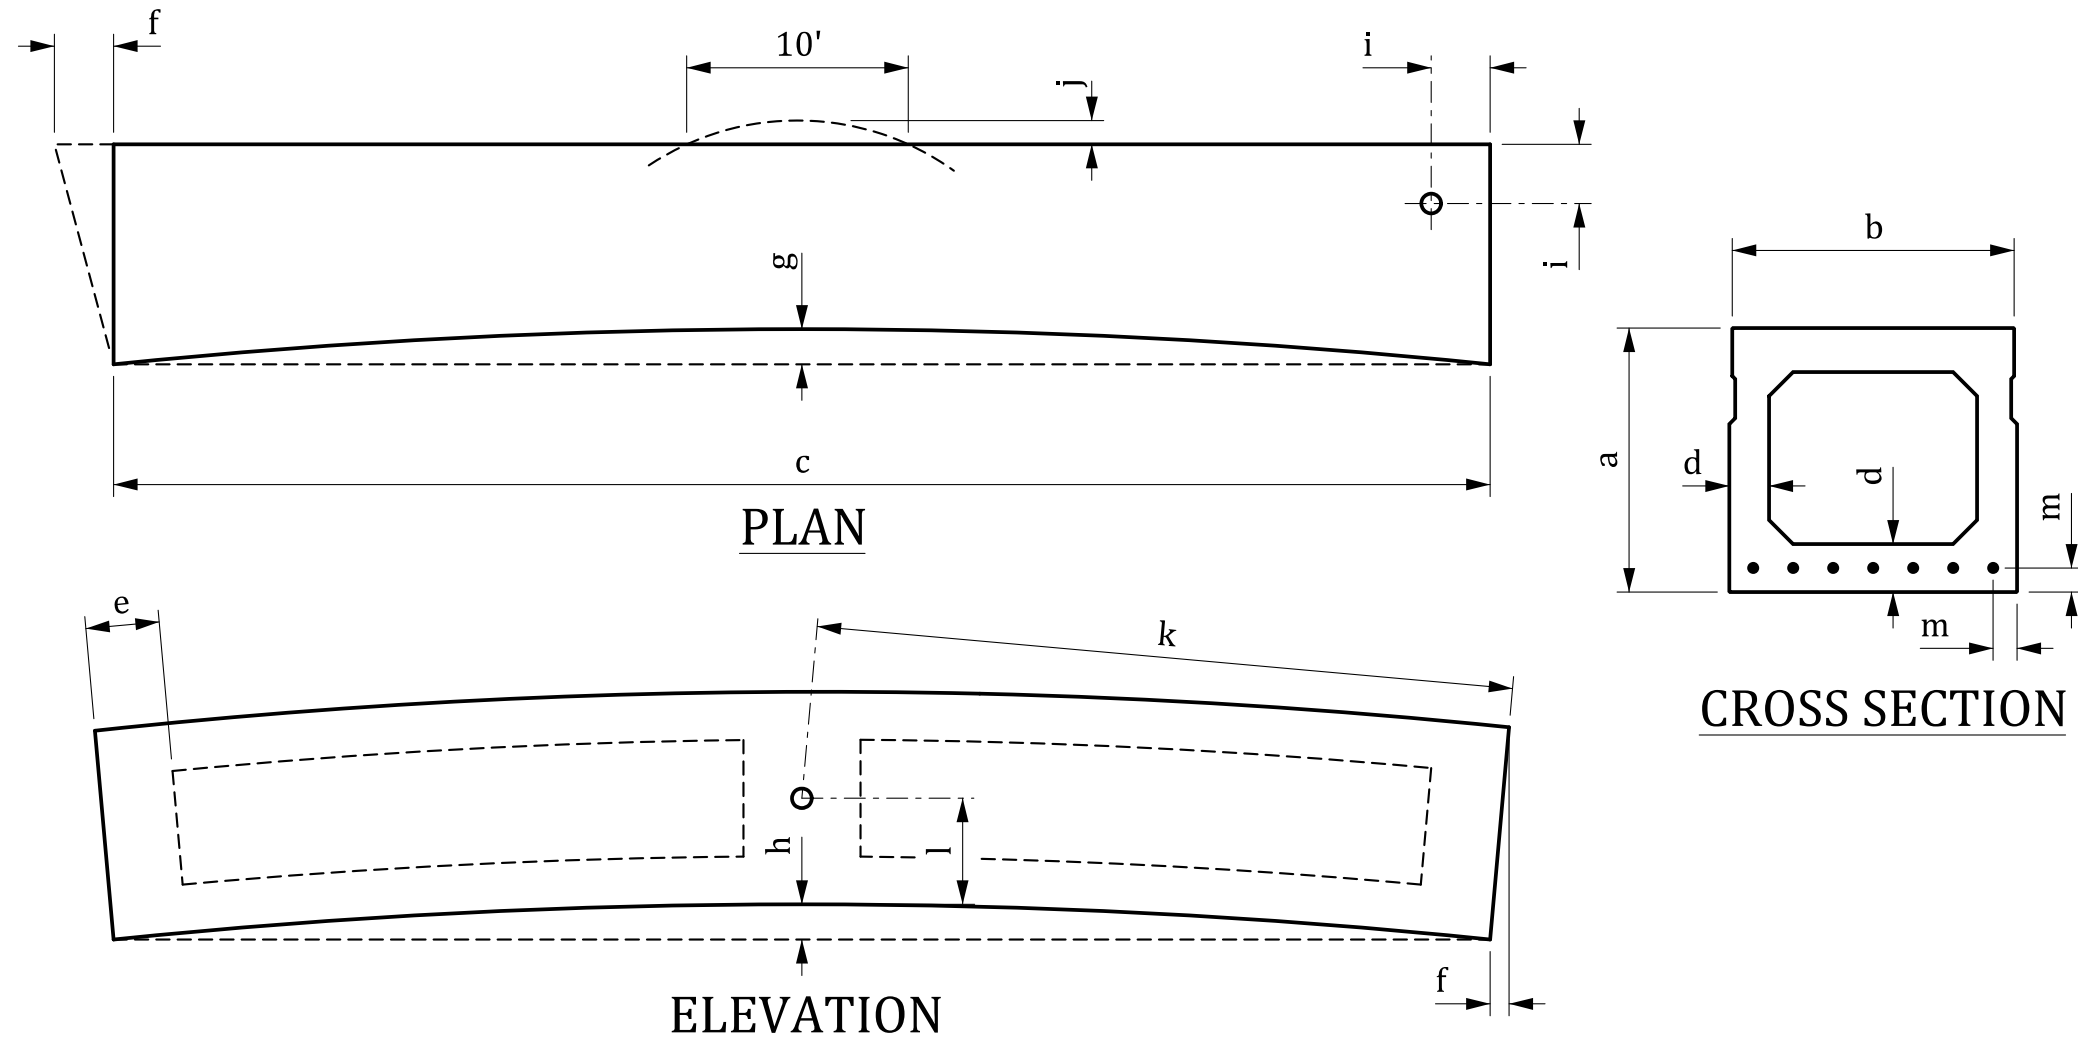 f
10'
j
i
i
g
c
PLAN
b
a
d
d
m
m
CROSS SECTION
e
k
h
l
f
ELEVATION